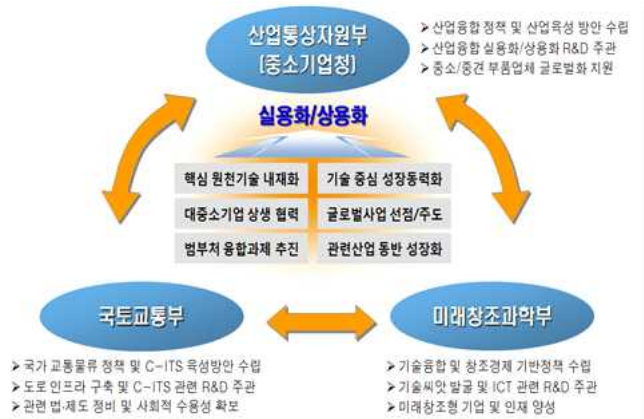 산업통상자원부
(중소기업청)
➢ 산업융합 정책 및 산업육성 방안 수립
➢ 산업융합 실용화/상용화 R&D 주관
➢ 중소/중견 부품업체 글로벌화 지원
실용화/상용화
핵심 원천기술 내재화
기술 중심 성장동력화
대중소기업 상생 협력
글로벌사업 선점/주도
범부처 융합과제 추진
관련산업 동반 성장화
국토교통부
➢ 국가 교통물류 정책 및 C-ITS 육성방안 수립
➢ 도로 인프라 구축 및 C-ITS 관련 R&D 주관
➢ 관련 법·제도 정비 및 사회적 수용성 확보
미래창조과학부
➢ 기술융합 및 창조경제 기반정책 수립
➢ 기술씨앗 발굴 및 ICT 관련 R&D 주관
➢ 미래창조형 기업 및 인재 양성